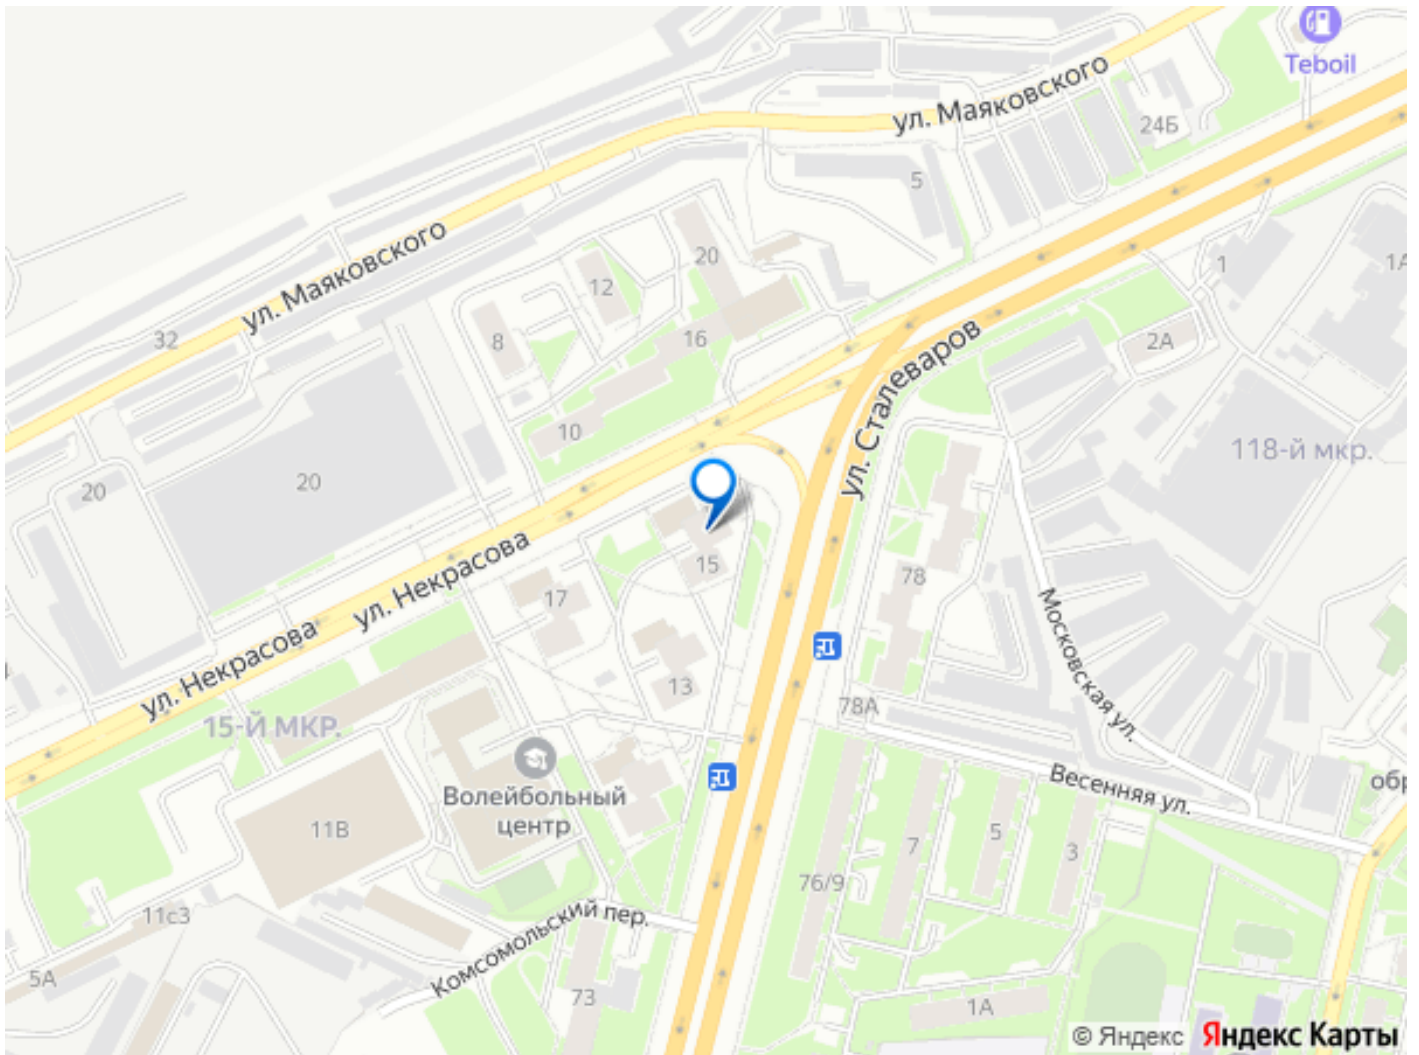 Teboil
ул. Маяковского
24Б
5
ул. Маяковского
20
12
1
1А
32
8
16
2А
ул. Сталеваров
10
118-й мкр.
20
20
ул. Некрасова
15
17
78
Московская ул.
ул. Некрасова
13
78А
15-Й МКР.
Волейбольный
центр
Весенняя ул.
обр
11В
7
5
3
76/9
11с3
Комсомольский пер.
5А
73
1А
© Яндекс
Яндекс Карты